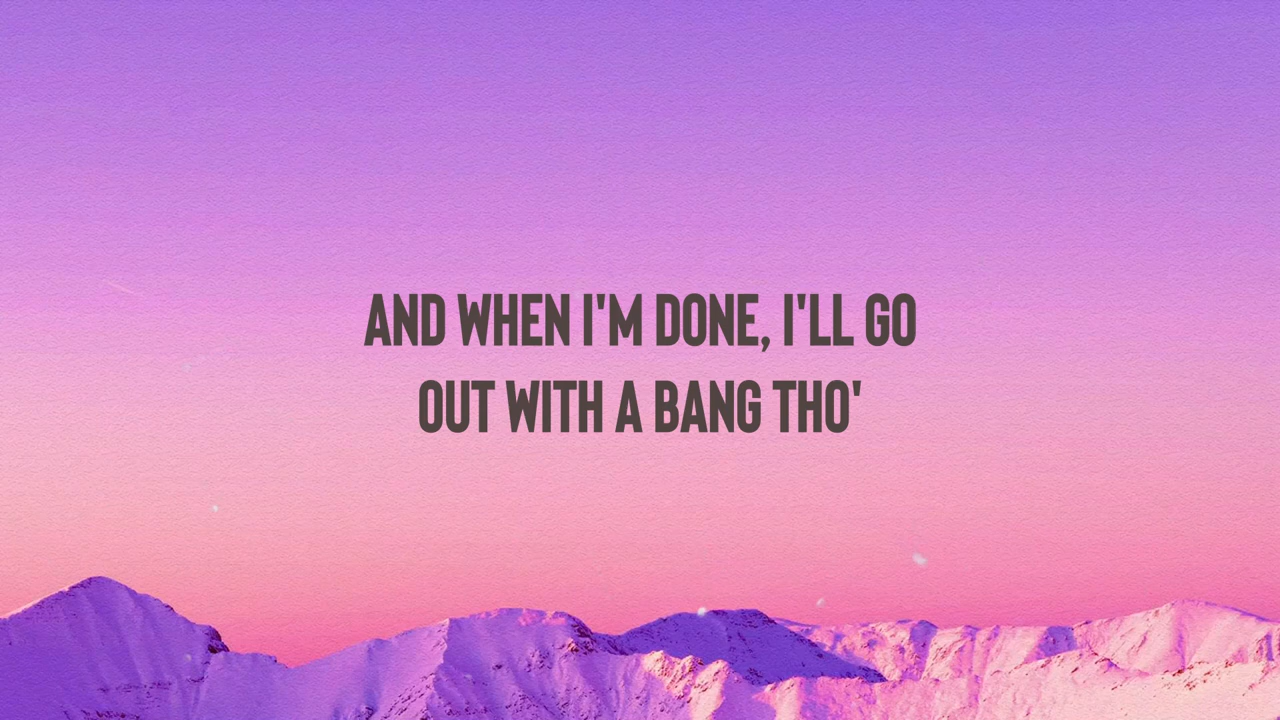 AND WHEN I'M DONE, I'LL GO
OUT WITH A BANG THO'